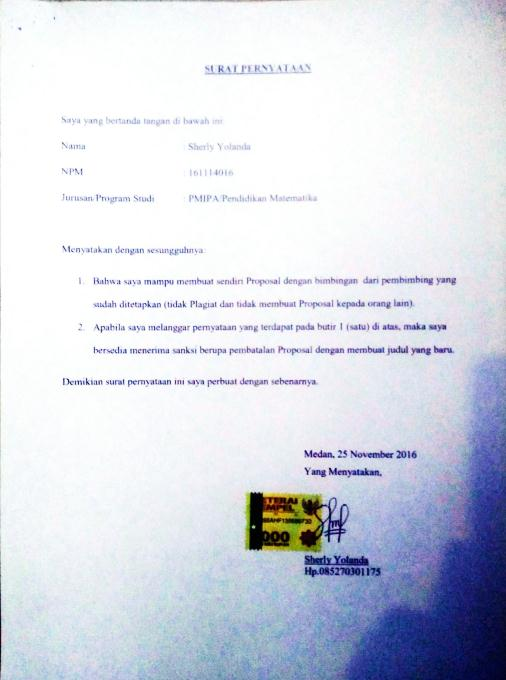 SURAT PERNYATAAN
Saya yang bertanda tangan di bawah ini:
Nama : Sherly Yolanda
NPM : 161114016
Jurusan/Program Studi : PMIPA/Pendidikan Matematika
Menyatakan dengan sesungguhnya:
1. Bahwa saya mampu membuat sendiri Proposal dengan bimbingan dari pembimbing yang
sudah ditetapkan (tidak Plagiat dan tidak membuat Proposal kepada orang lain).
2. Apabila saya melanggar pernyataan yang terdapat pada butir 1 (satu) di atas, maka saya
bersedia menerima sanksi berupa pembatalan Proposal dengan membuat judul yang baru.
Demikian surat pernyataan ini saya perbuat dengan sebenarnya.
Medan, 25 November 2016
Yang Menyatakan,
TERAI
EMPEL
000
Sherly Yolanda
Hp.085270301175